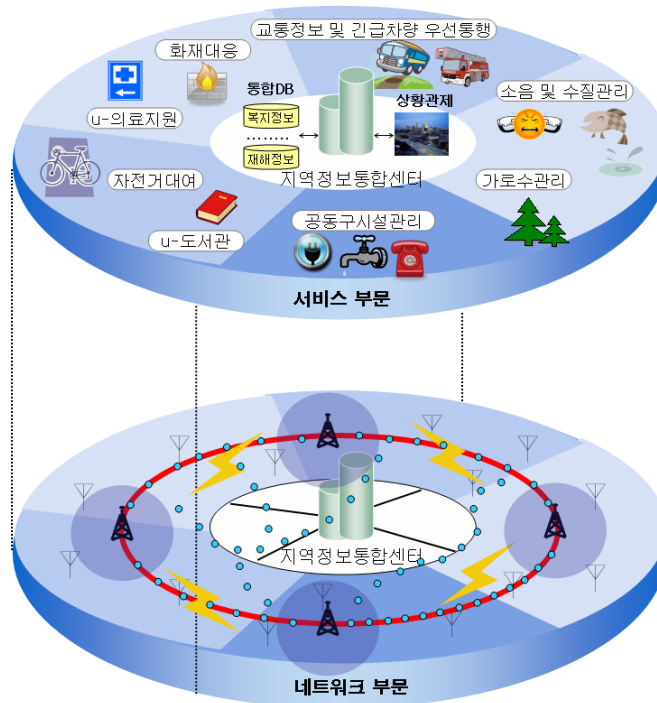 교통정보 및 긴급차량 우선통행
화재대응
통합DB
상황관제
소음 및 수질관리
복지정보
u-의료지원
........
재해정보
지역정보통합센터
자전거대여
가로수관리
공동구시설관리
u-도서관
서비스 부문
지역정보통합센터
네트워크 부문